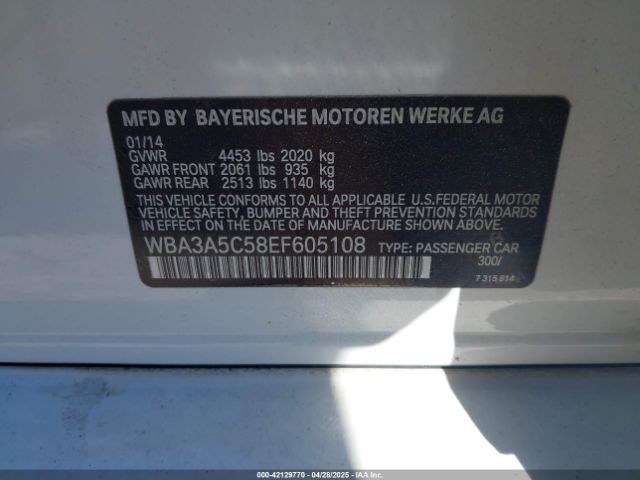 MFD BY BAYERISCHE MOTOREN WERKE AG
01/14
GVWR 4453 lbs 2020 kg
GAWR FRONT 2061 lbs 935 kg
GAWR REAR 2513 lbs 1140 kg
THIS VEHICLE CONFORMS TO ALL APPLICABLE U.S.FEDERAL MOTOR
VEHICLE SAFETY, BUMPER AND THEFT PREVENTION STANDARDS
IN EFFECT ON THE DATE OF MANUFACTURE SHOWN ABOVE.
WBA3A5C58EF605108 TYPE: PASSENGER CAR
300/
7 315 814
000-42129770 - 04/28/2025 - IAAI.COM